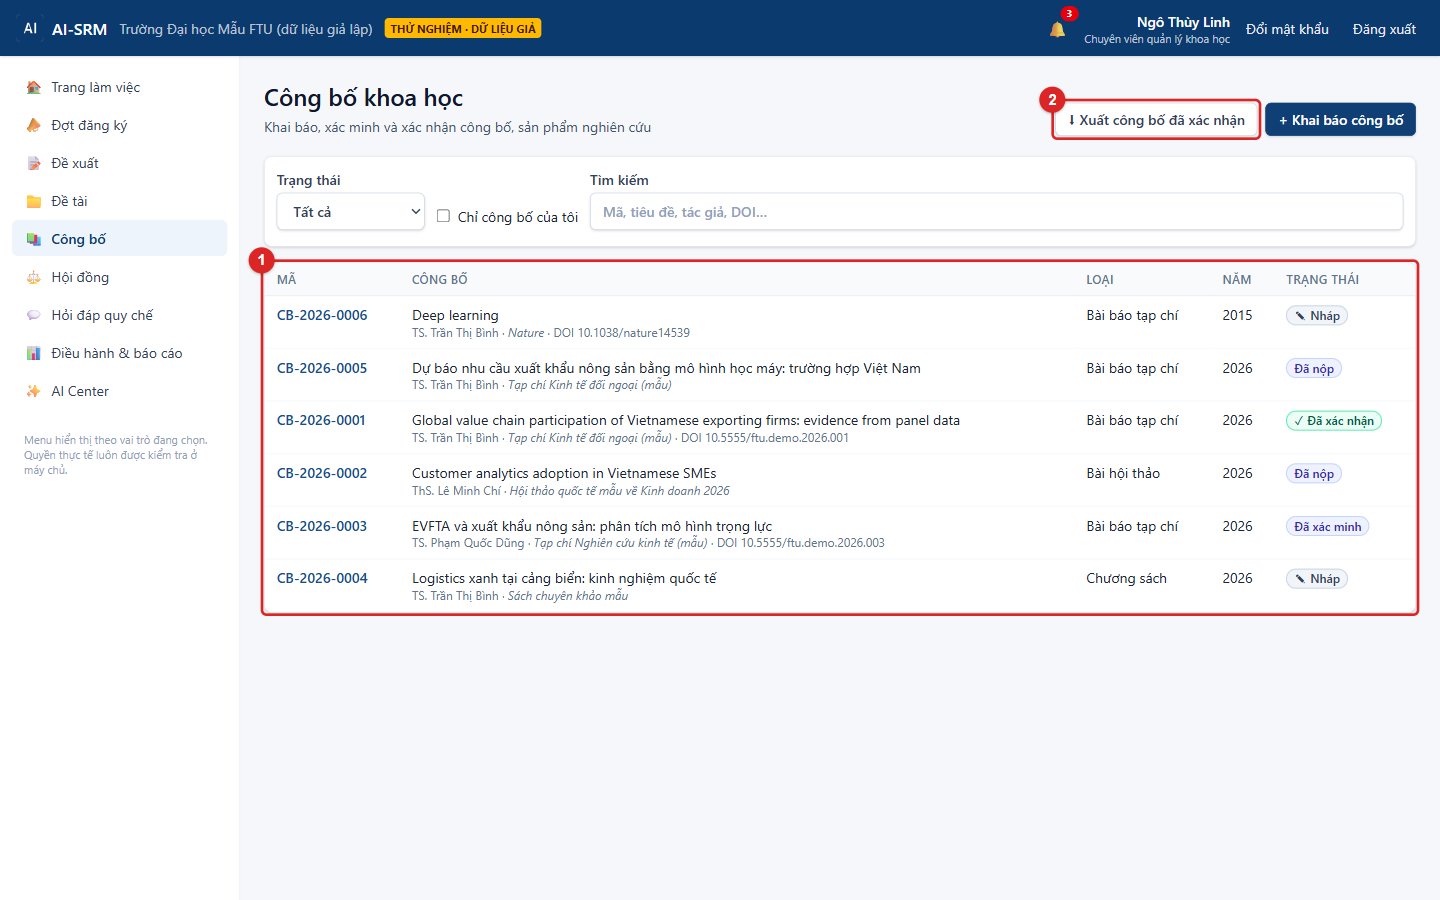 AI AI-SRM Trường Đại học Mẫu FTU (dữ liệu giả lập) THỬ NGHIỆM · DỮ LIỆU GIẢ
3 Ngô Thùy Linh
Chuyên viên quản lý khoa học
Đổi mật khẩu Đăng xuất
Trang làm việc
Đợt đăng ký
Đề xuất
Đề tài
Công bố
Hội đồng
Hỏi đáp quy chế
Điều hành & báo cáo
AI Center
Menu hiển thị theo vai trò đang chọn.
Quyền thực tế luôn được kiểm tra ở
máy chủ.
Công bố khoa học
Khai báo, xác minh và xác nhận công bố, sản phẩm nghiên cứu
2
⬇ Xuất công bố đã xác nhận + Khai báo công bố
Trạng thái
Tất cả
Chỉ công bố của tôi
Tìm kiếm
Mã, tiêu đề, tác giả, DOI...
1
MÃ CÔNG BỐ LOẠI NĂM TRẠNG THÁI
CB-2026-0006 Deep learning Bài báo tạp chí 2015 ✎ Nháp
TS. Trần Thị Bình · Nature · DOI 10.1038/nature14539
CB-2026-0005 Dự báo nhu cầu xuất khẩu nông sản bằng mô hình học máy: trường hợp Việt Nam Bài báo tạp chí 2026 Đã nộp
TS. Trần Thị Bình · Tạp chí Kinh tế đối ngoại (mẫu)
CB-2026-0001 Global value chain participation of Vietnamese exporting firms: evidence from panel data Bài báo tạp chí 2026 ✓ Đã xác nhận
TS. Trần Thị Bình · Tạp chí Kinh tế đối ngoại (mẫu) · DOI 10.5555/ftu.demo.2026.001
CB-2026-0002 Customer analytics adoption in Vietnamese SMEs Bài hội thảo 2026 Đã nộp
ThS. Lê Minh Chí · Hội thảo quốc tế mẫu về Kinh doanh 2026
CB-2026-0003 EVFTA và xuất khẩu nông sản: phân tích mô hình trọng lực Bài báo tạp chí 2026 Đã xác minh
TS. Phạm Quốc Dũng · Tạp chí Nghiên cứu kinh tế (mẫu) · DOI 10.5555/ftu.demo.2026.003
CB-2026-0004 Logistics xanh tại cảng biển: kinh nghiệm quốc tế Chương sách 2026 ✎ Nháp
TS. Trần Thị Bình · Sách chuyên khảo mẫu